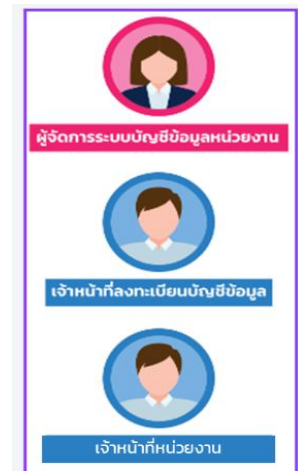 ผู้จัดการระบบบัญชีข้อมูลหน่วยงาน
เจ้าหน้าที่ลงทะเบียนบัญชีข้อมูล
เจ้าหน้าที่หน่วยงาน